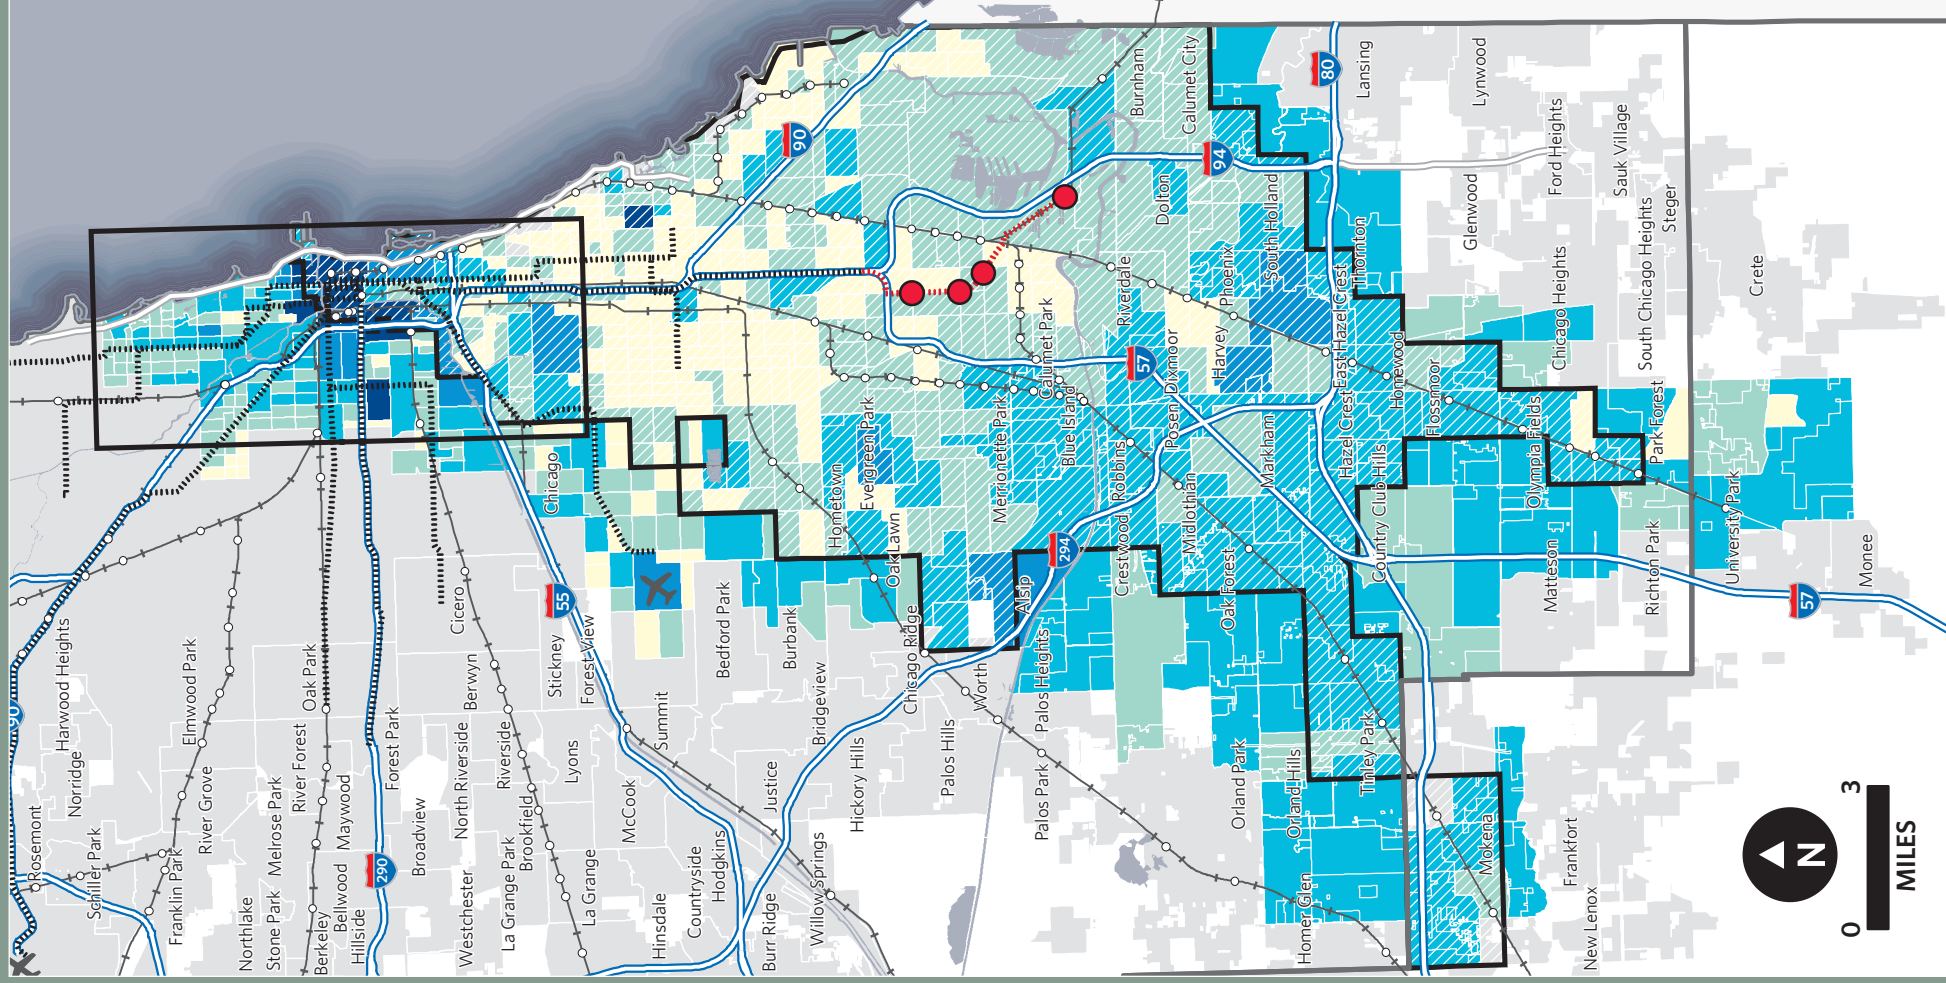 Rosemont
Schiller Park
Norridge
Harwood Heights
Franklin Park
River Grove
Elmwood Park
Northlake
Stone Park
Melrose Park
River Forest
Oak Park
Berkeley
Bellwood
Maywood
Hillside
290
Forest Park
Broadview
Westchester
North Riverside
Berwyn
Cicero
La Grange Park
Brookfield
Riverside
La Grange
Lyons
Stickney
Forest View
McCook
Summit
Hinsdale
Countryside
Hodgkins
Burr Ridge
Willow Springs
Justice
Bridgeview
Hickory Hills
Bedford Park
Burbank
Chicago
55
90
90
94
80
57
294
57
Hometown
Evergreen Park
Oak Lawn
Chicago Ridge
Palos Hills
Worth
Palos Heights
Palos Park
Alsip
Merrionette Park
Calumet Park
Blue Island
Robbins
Crestwood
Riverdale
Dixmoor
Posen
Midlothian
Oak Forest
Harvey
Phoenix
Dolton
Burnham
Calumet City
South Holland
Markham
Hazel Crest
East Hazel Crest
Country Club Hills
Thornton
Lansing
Homewood
Flossmoor
Glenwood
Lynwood
Ford Heights
Chicago Heights
Sauk Village
South Chicago Heights
Steger
Crete
Olympia Fields
Park Forest
Matteson
Richton Park
University Park
Monee
Orland Park
Orland Hills
Tinley Park
Homer Glen
Mokena
Frankfort
New Lenox
N
0
3
MILES